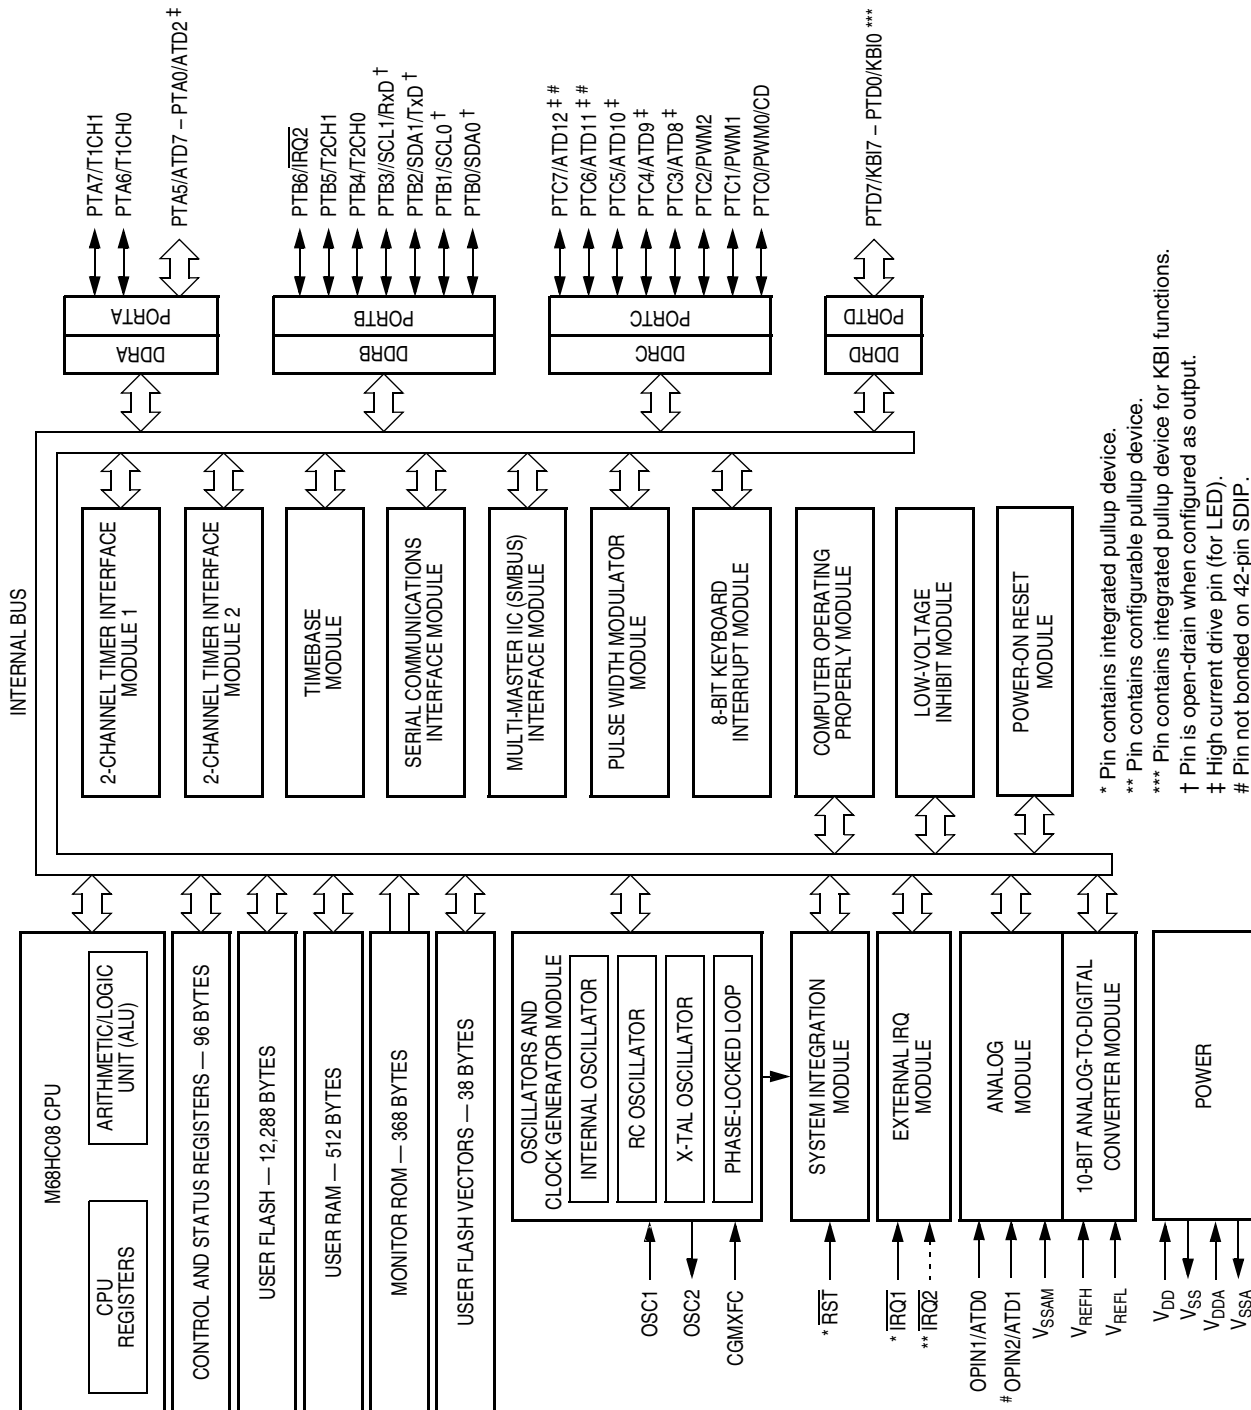 INTERNAL BUS
M68HC08 CPU
CPU
REGISTERS
ARITHMETIC/LOGIC
UNIT (ALU)
CONTROL AND STATUS REGISTERS — 96 BYTES
USER FLASH — 12,288 BYTES
USER RAM — 512 BYTES
MONITOR ROM — 368 BYTES
USER FLASH VECTORS — 38 BYTES
OSCILLATORS AND
CLOCK GENERATOR MODULE
INTERNAL OSCILLATOR
RC OSCILLATOR
X-TAL OSCILLATOR
PHASE-LOCKED LOOP
OSC1
OSC2
CGMXFC
SYSTEM INTEGRATION
MODULE
* RST
EXTERNAL IRQ
MODULE
* IRQ1
** IRQ2
ANALOG
MODULE
OPIN1/ATD0
# OPIN2/ATD1
VSSAM
10-BIT ANALOG-TO-DIGITAL
CONVERTER MODULE
VREFH
VREFL
POWER
VDD
VSS
VDDA
VSSA
2-CHANNEL TIMER INTERFACE
MODULE 1
2-CHANNEL TIMER INTERFACE
MODULE 2
TIMEBASE
MODULE
SERIAL COMMUNICATIONS
INTERFACE MODULE
MULTI-MASTER IIC (SMBUS)
INTERFACE MODULE
PULSE WIDTH MODULATOR
MODULE
8-BIT KEYBOARD
INTERRUPT MODULE
COMPUTER OPERATING
PROPERLY MODULE
LOW-VOLTAGE
INHIBIT MODULE
POWER-ON RESET
MODULE
DDRA
PORTA
PTA7/T1CH1
PTA6/T1CH0
PTA5/ATD7 – PTA0/ATD2 ‡
DDRB
PORTB
PTB6/IRQ2
PTB5/T2CH1
PTB4/T2CH0
PTB3//SCL1/RxD †
PTB2/SDA1/TxD †
PTB1/SCL0 †
PTB0/SDA0 †
DDRC
PORTC
PTC7/ATD12 ‡ #
PTC6/ATD11 ‡ #
PTC5/ATD10 ‡
PTC4/ATD9 ‡
PTC3/ATD8 ‡
PTC2/PWM2
PTC1/PWM1
PTC0/PWM0/CD
DDRD
PORTD
PTD7/KBI7 – PTD0/KBI0 ***
* Pin contains integrated pullup device.
** Pin contains configurable pullup device.
*** Pin contains integrated pullup device for KBI functions.
† Pin is open-drain when configured as output.
‡ High current drive pin (for LED).
# Pin not bonded on 42-pin SDIP.